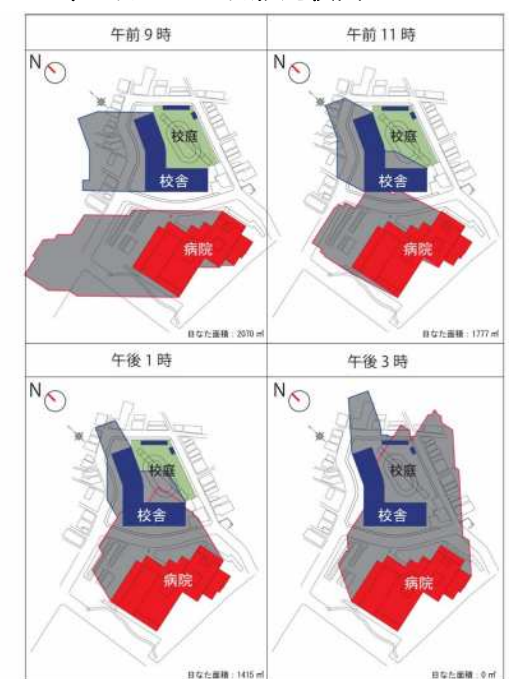 午前 9 時
午前 11 時
N
校庭
校舎
病院
日なた面積：2070 ㎡
N
校庭
校舎
病院
日なた面積：1777 ㎡
午後 1 時
午後 3 時
N
校庭
校舎
病院
日なた面積：1415 ㎡
N
校庭
校舎
病院
日なた面積：0 ㎡